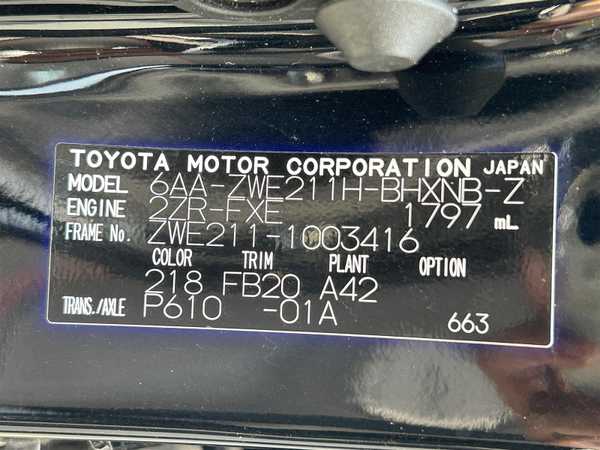 TOYOTA MOTOR CORPORATION JAPAN
MODEL 6AA-ZWE211H-BHXNB-Z
ENGINE 2ZR-FXE 1797 mL
FRAME No. ZWE211-1003416
COLOR TRIM PLANT OPTION
218 FB20 A42
TRANS./AXLE P610 -01A
663